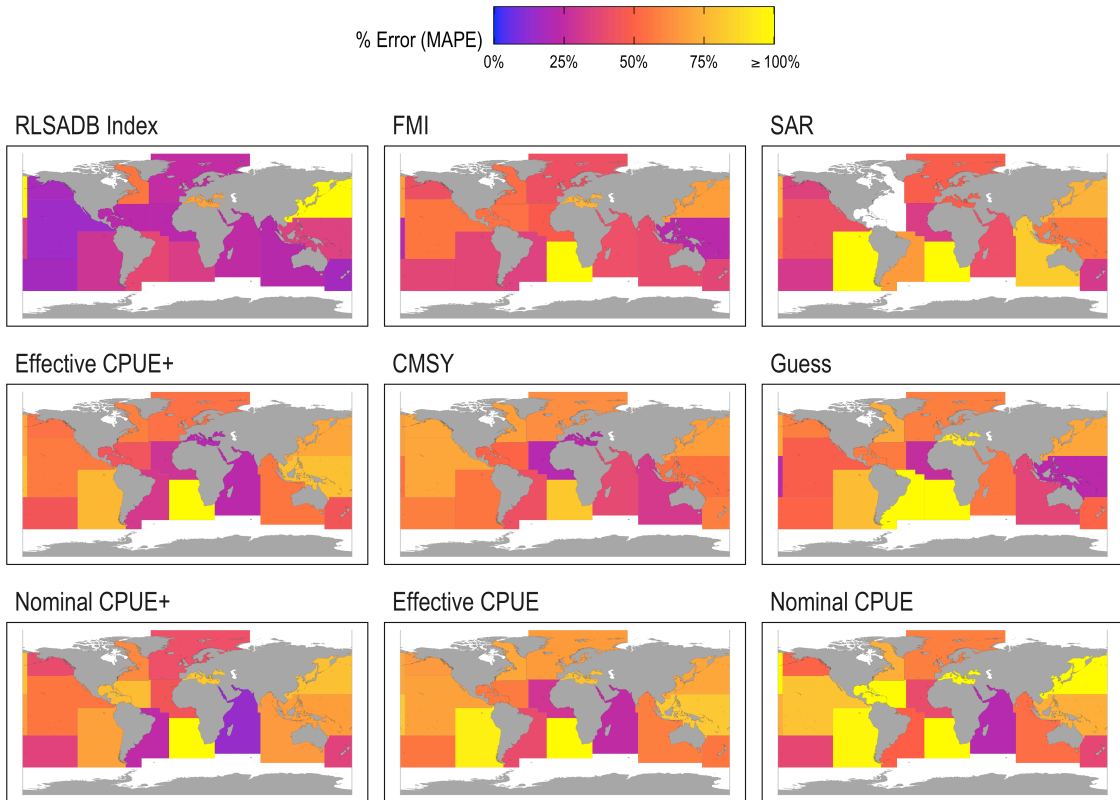 % Error (MAPE)
0% 25% 50% 75% ≥ 100%
RLSADB Index FMI SAR
Effective CPUE+ CMSY Guess
Nominal CPUE+ Effective CPUE Nominal CPUE